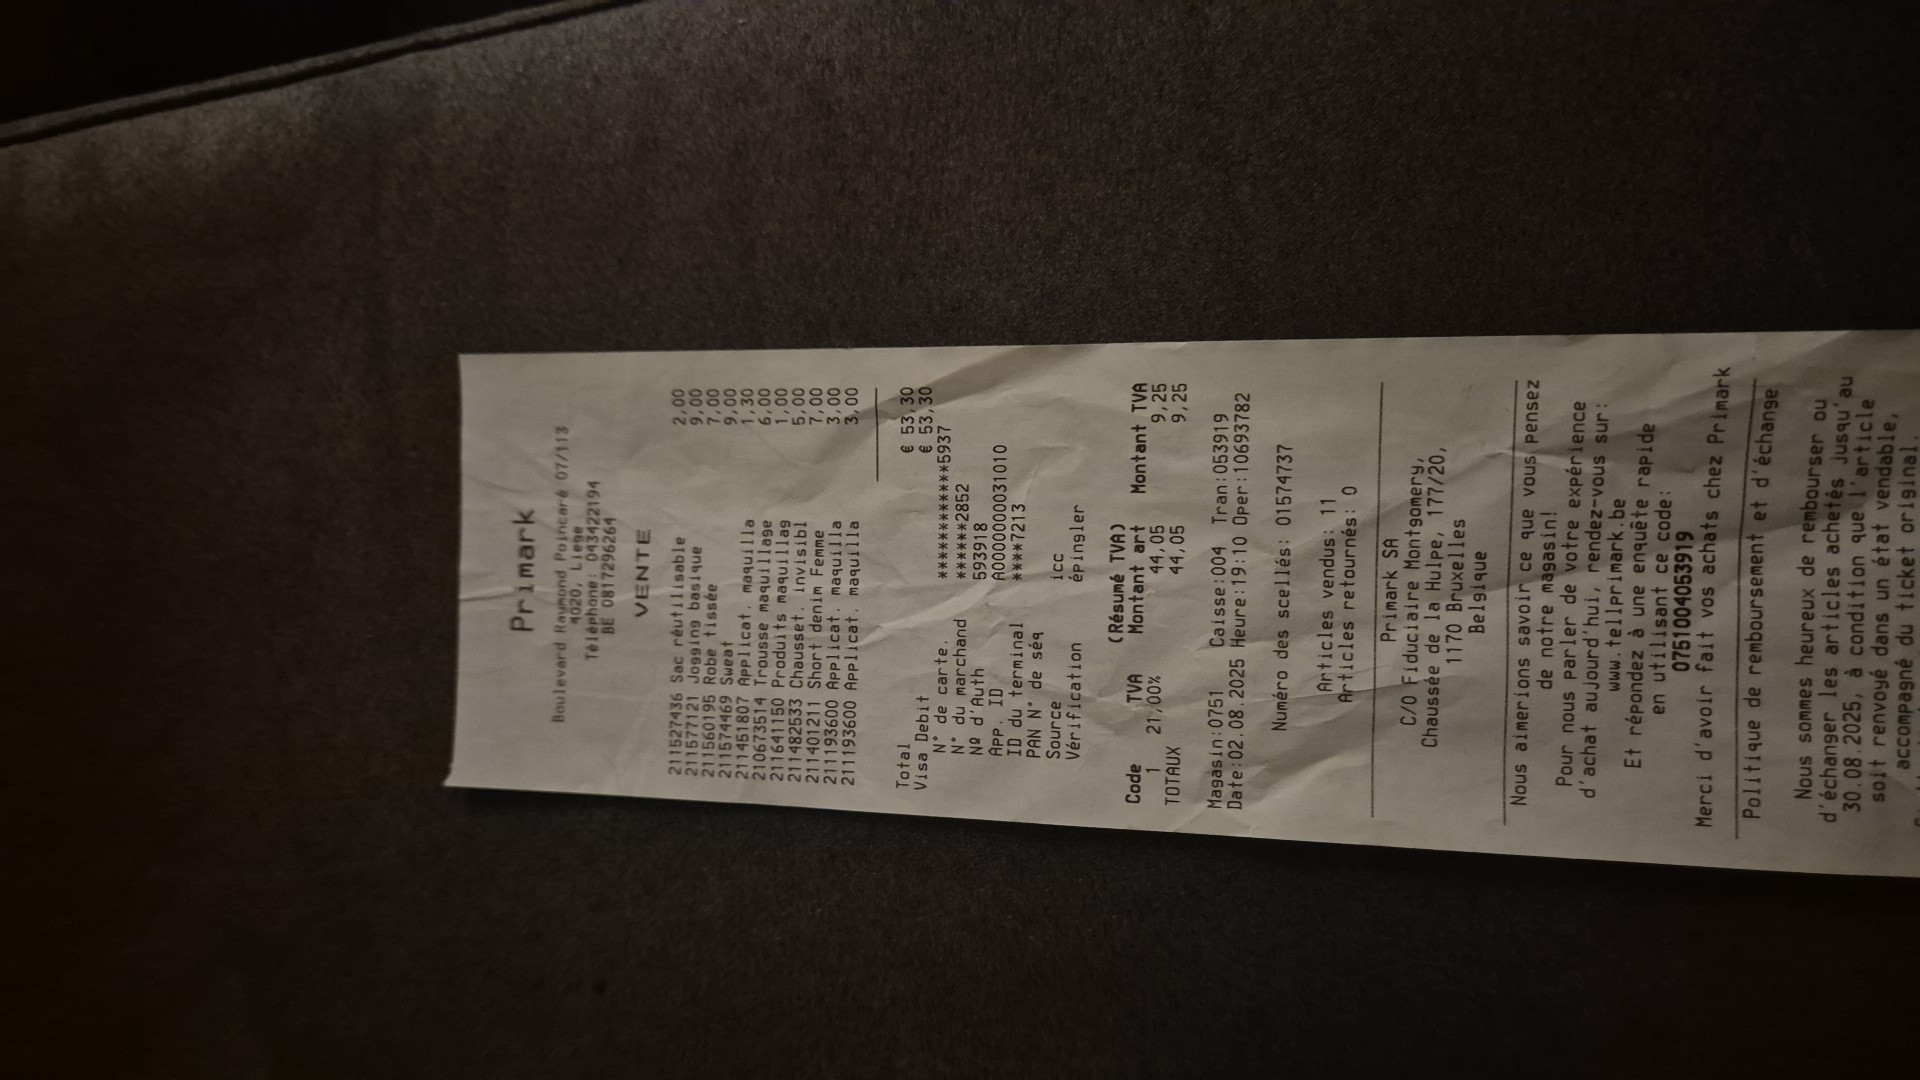 Primark
Boulevard Raymond Poincaré 07/113
4020, Liege
Téléphone: 043422194
BE 0817296264
VENTE
211527436 Sac réutilisable 2,00
211577121 Jogging basique 9,00
211560195 Robe tissée 7,00
211574469 Sweat 9,00
211451807 Applicat. maquilla 1,30
210673514 Trousse maquillage 6,00
211641150 Produits maquillag 1,00
211482533 Chausset. invisibl 5,00
211401211 Short denim Femme 7,00
211193600 Applicat. maquilla 3,00
211193600 Applicat. maquilla 3,00
Total € 53,30
Visa Debit € 53,30
N° de carte. ************5937
N° du marchand ******2852
Nº d'Auth 593918
App. ID A0000000031010
ID du terminal ****7213
PAN N° de séq
Source icc
Vérification épingler
(Résumé TVA)
Code TVA Montant art Montant TVA
1 21,00% 44,05 9,25
TOTAUX 44,05 9,25
Magasin:0751 Caisse:004 Tran:053919
Date:02.08.2025 Heure:19:10 Oper:10693782
Numéro des scellés: 01574737
Articles vendus: 11
Articles retournés: 0
Primark SA
C/O Fiduciaire Montgomery,
Chaussée de la Hulpe, 177/20,
1170 Bruxelles
Belgique
Nous aimerions savoir ce que vous pensez
de notre magasin!
Pour nous parler de votre expérience
d'achat aujourd'hui, rendez-vous sur:
www.tellprimark.be
Et répondez à une enquête rapide
en utilisant ce code:
0751004053919
Merci d'avoir fait vos achats chez Primark
Politique de remboursement et d'échange
Nous sommes heureux de rembourser ou
d'échanger les articles achetés jusqu'au
30.08.2025, à condition que l'article
soit renvoyé dans un état vendable,
accompagné du ticket original.